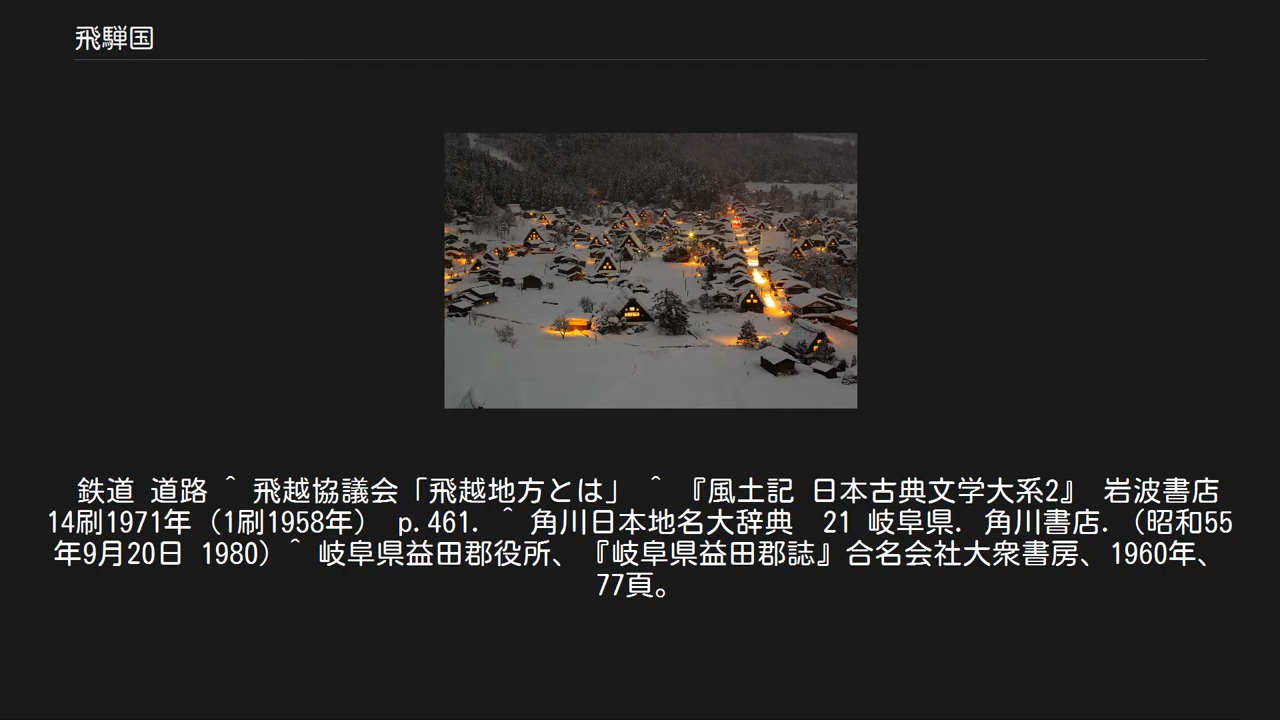 飛騨国
鉄道 道路 ^ 飛越協議会「飛越地方とは」 ^ 『風土記 日本古典文学大系2』 岩波書店
14刷1971年（1刷1958年） p.461. ^ 角川日本地名大辞典 21 岐阜県. 角川書店.（昭和55
年9月20日 1980）^ 岐阜県益田郡役所、『岐阜県益田郡誌』合名会社大衆書房、1960年、
77頁。